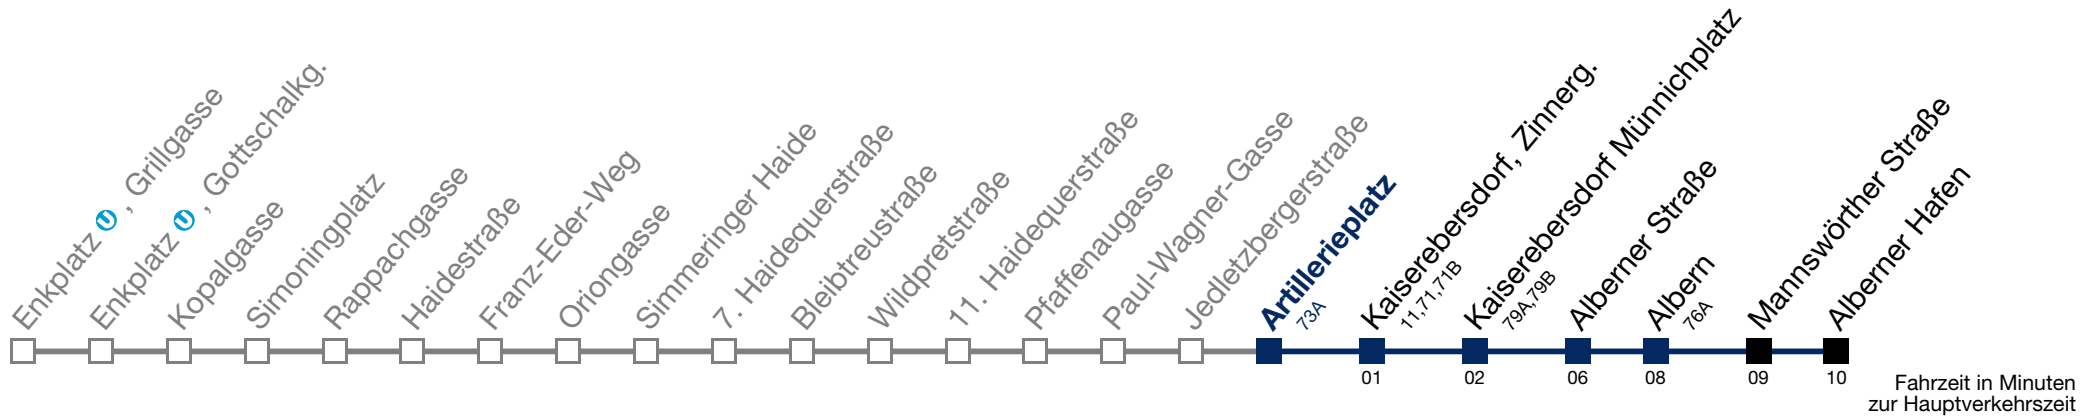 Enkplatz U, Grillgasse
Enkplatz U, Gottschalkg.
Kopalgasse
Simoningplatz
Rappachgasse
Haidestraße
Franz-Eder-Weg
Oriongasse
Simmeringer Haide
7. Haidequerstraße
Bleibtreustraße
Wildpretstraße
11. Haidequerstraße
Pfaffenaugasse
Paul-Wagner-Gasse
Jedletzbergerstraße
Artillerieplatz
73A
Kaiserebersdorf, Zinnerg.
11,71,71B
Kaiserebersdorf Münnichplatz
79A,79B
Alberner Straße
Albern
76A
Mannswörther Straße
Alberner Hafen
01 02 06 08 09 10
Fahrzeit in Minuten
zur Hauptverkehrszeit